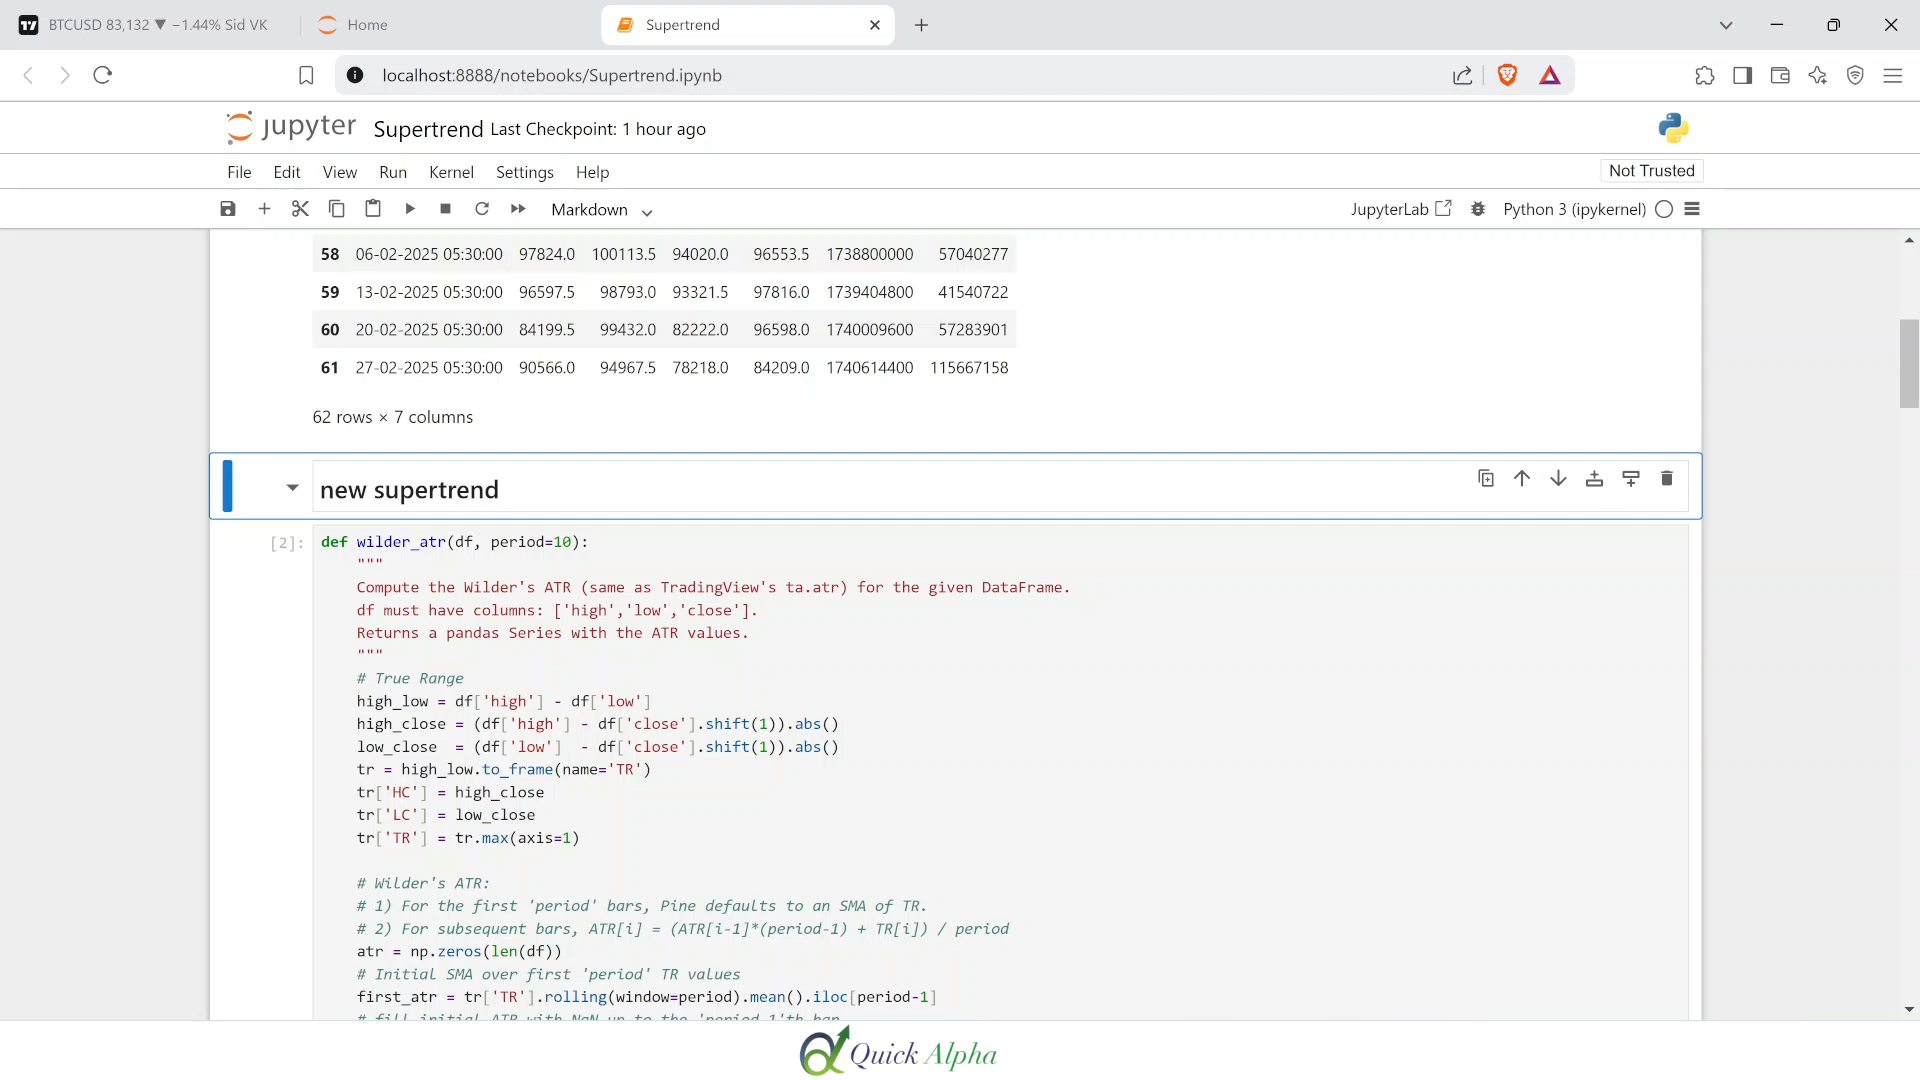 BTCUSD 83,132 ▼ −1.44% Sid VK
Home
Supertrend
localhost:8888/notebooks/Supertrend.ipynb
jupyter Supertrend Last Checkpoint: 1 hour ago
File Edit View Run Kernel Settings Help
Not Trusted
Markdown
JupyterLab
Python 3 (ipykernel)
58 06-02-2025 05:30:00 97824.0 100113.5 94020.0 96553.5 1738800000 57040277
59 13-02-2025 05:30:00 96597.5 98793.0 93321.5 97816.0 1739404800 41540722
60 20-02-2025 05:30:00 84199.5 99432.0 82222.0 96598.0 1740009600 57283901
61 27-02-2025 05:30:00 90566.0 94967.5 78218.0 84209.0 1740614400 115667158
62 rows × 7 columns
new supertrend
[2]: def wilder_atr(df, period=10):
"""
Compute the Wilder's ATR (same as TradingView's ta.atr) for the given DataFrame.
df must have columns: ['high','low','close'].
Returns a pandas Series with the ATR values.
"""
# True Range
high_low = df['high'] - df['low']
high_close = (df['high'] - df['close'].shift(1)).abs()
low_close  = (df['low']  - df['close'].shift(1)).abs()
tr = high_low.to_frame(name='TR')
tr['HC'] = high_close
tr['LC'] = low_close
tr['TR'] = tr.max(axis=1)
# Wilder's ATR:
# 1) For the first 'period' bars, Pine defaults to an SMA of TR.
# 2) For subsequent bars, ATR[i] = (ATR[i-1]*(period-1) + TR[i]) / period
atr = np.zeros(len(df))
# Initial SMA over first 'period' TR values
first_atr = tr['TR'].rolling(window=period).mean().iloc[period-1]
# fill initial ATR with NaN up to the 'period-1'th bar
Quick Alpha